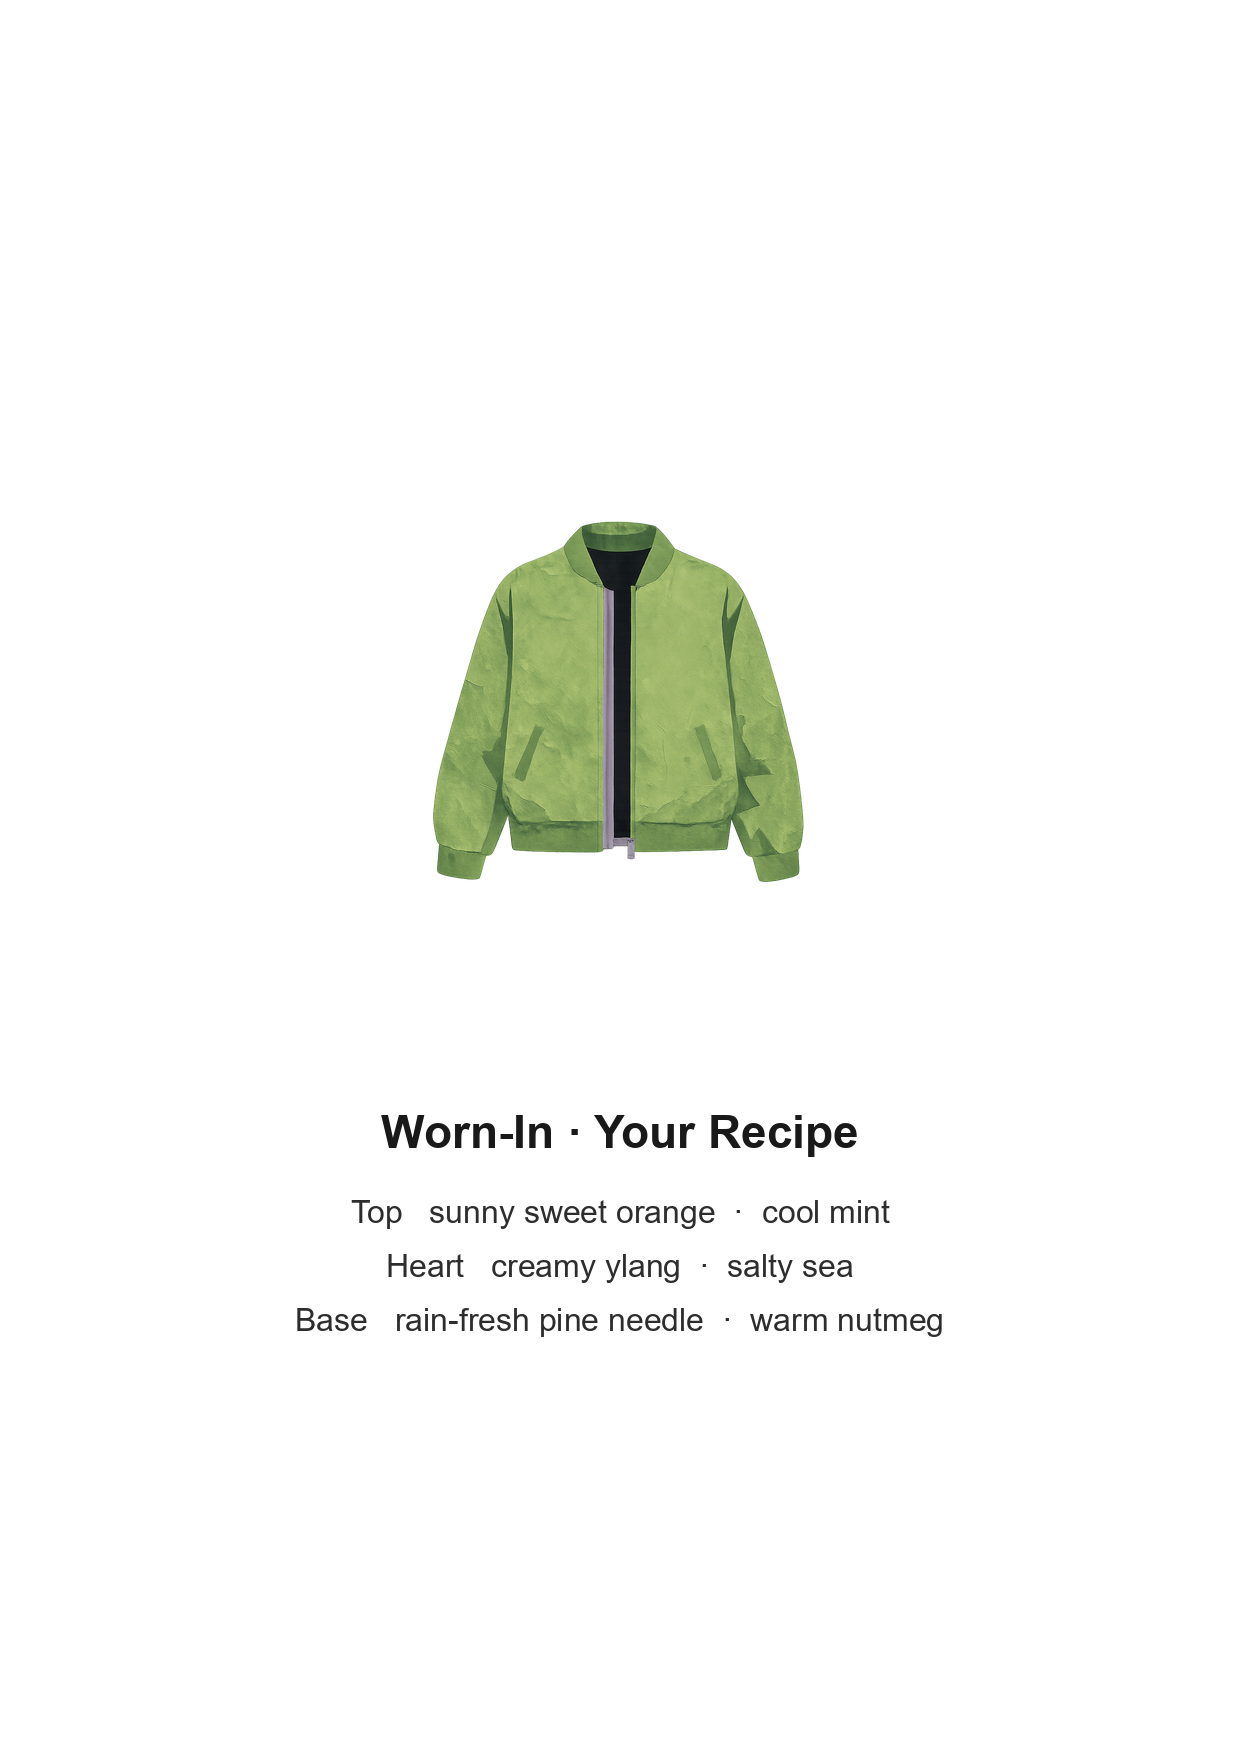 Worn-In · Your Recipe
Top sunny sweet orange · cool mint
Heart creamy ylang · salty sea
Base rain-fresh pine needle · warm nutmeg